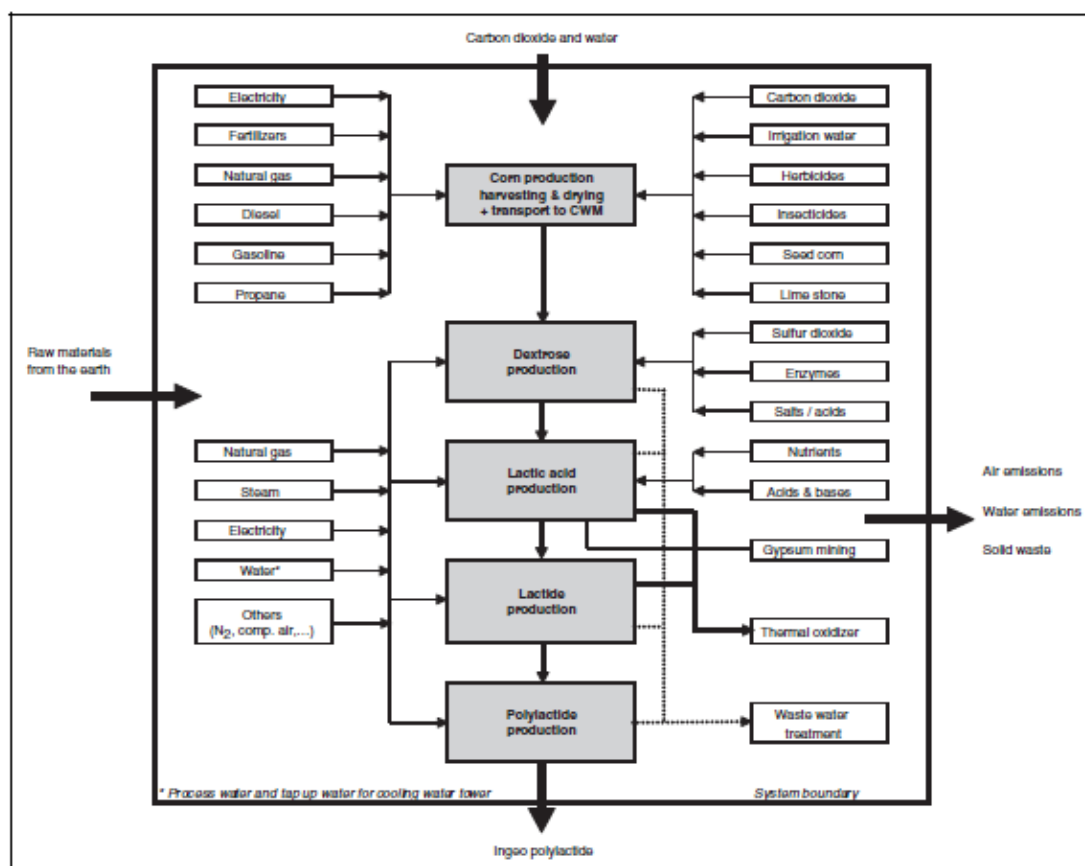 Carbon dioxide and water
Electricity
Fertilizers
Natural gas
Diesel
Gasoline
Propane
Corn production
harvesting & drying
+ transport to CWM
Carbon dioxide
Irrigation water
Herbicides
Insecticides
Seed corn
Lime stone
Raw materials
from the earth
Dextrose
production
Sulfur dioxide
Enzymes
Salts / acids
Natural gas
Steam
Electricity
Water*
Others
(N2, comp. air,...)
Lactic acid
production
Nutrients
Acids & bases
Gypsum mining
Lactide
production
Thermal oxidizer
Polylactide
production
Waste water
treatment
Air emissions
Water emissions
Solid waste
* Process water and tap up water for cooling water tower
System boundary
Ingeo polylactide